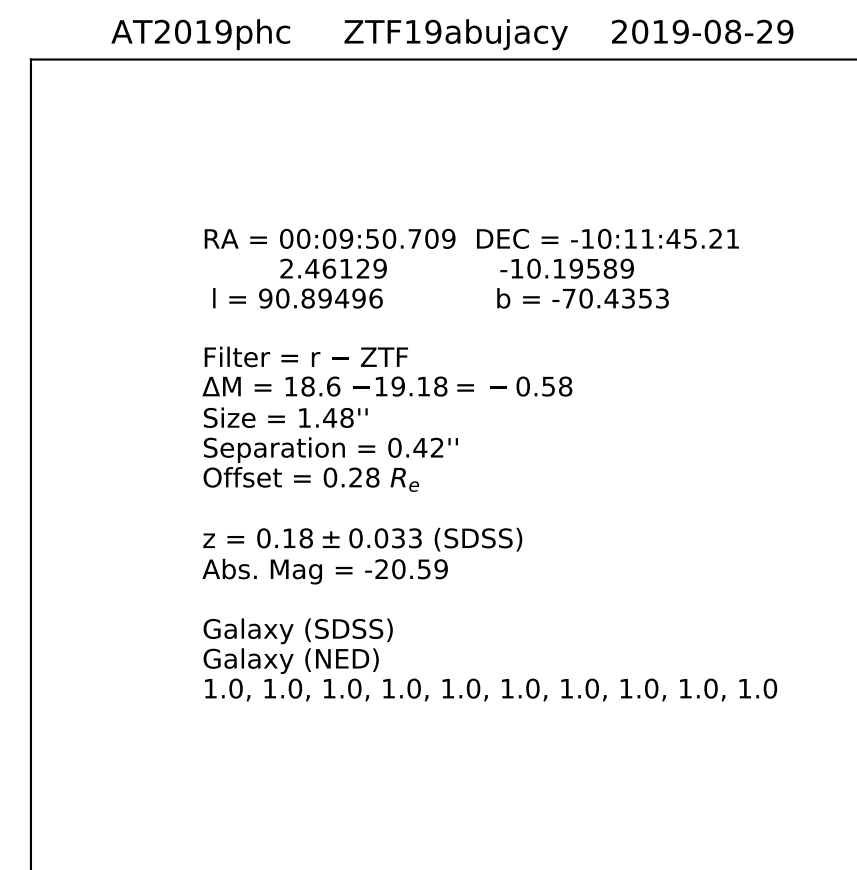 AT2019phc ZTF19abujacy 2019-08-29
RA = 00:09:50.709 DEC = -10:11:45.21
2.46129 -10.19589
l = 90.89496 b = -70.4353
Filter = r − ZTF
ΔM = 18.6 −19.18 = − 0.58
Size = 1.48''
Separation = 0.42''
Offset = 0.28 Re
z = 0.18 ± 0.033 (SDSS)
Abs. Mag = -20.59
Galaxy (SDSS)
Galaxy (NED)
1.0, 1.0, 1.0, 1.0, 1.0, 1.0, 1.0, 1.0, 1.0, 1.0